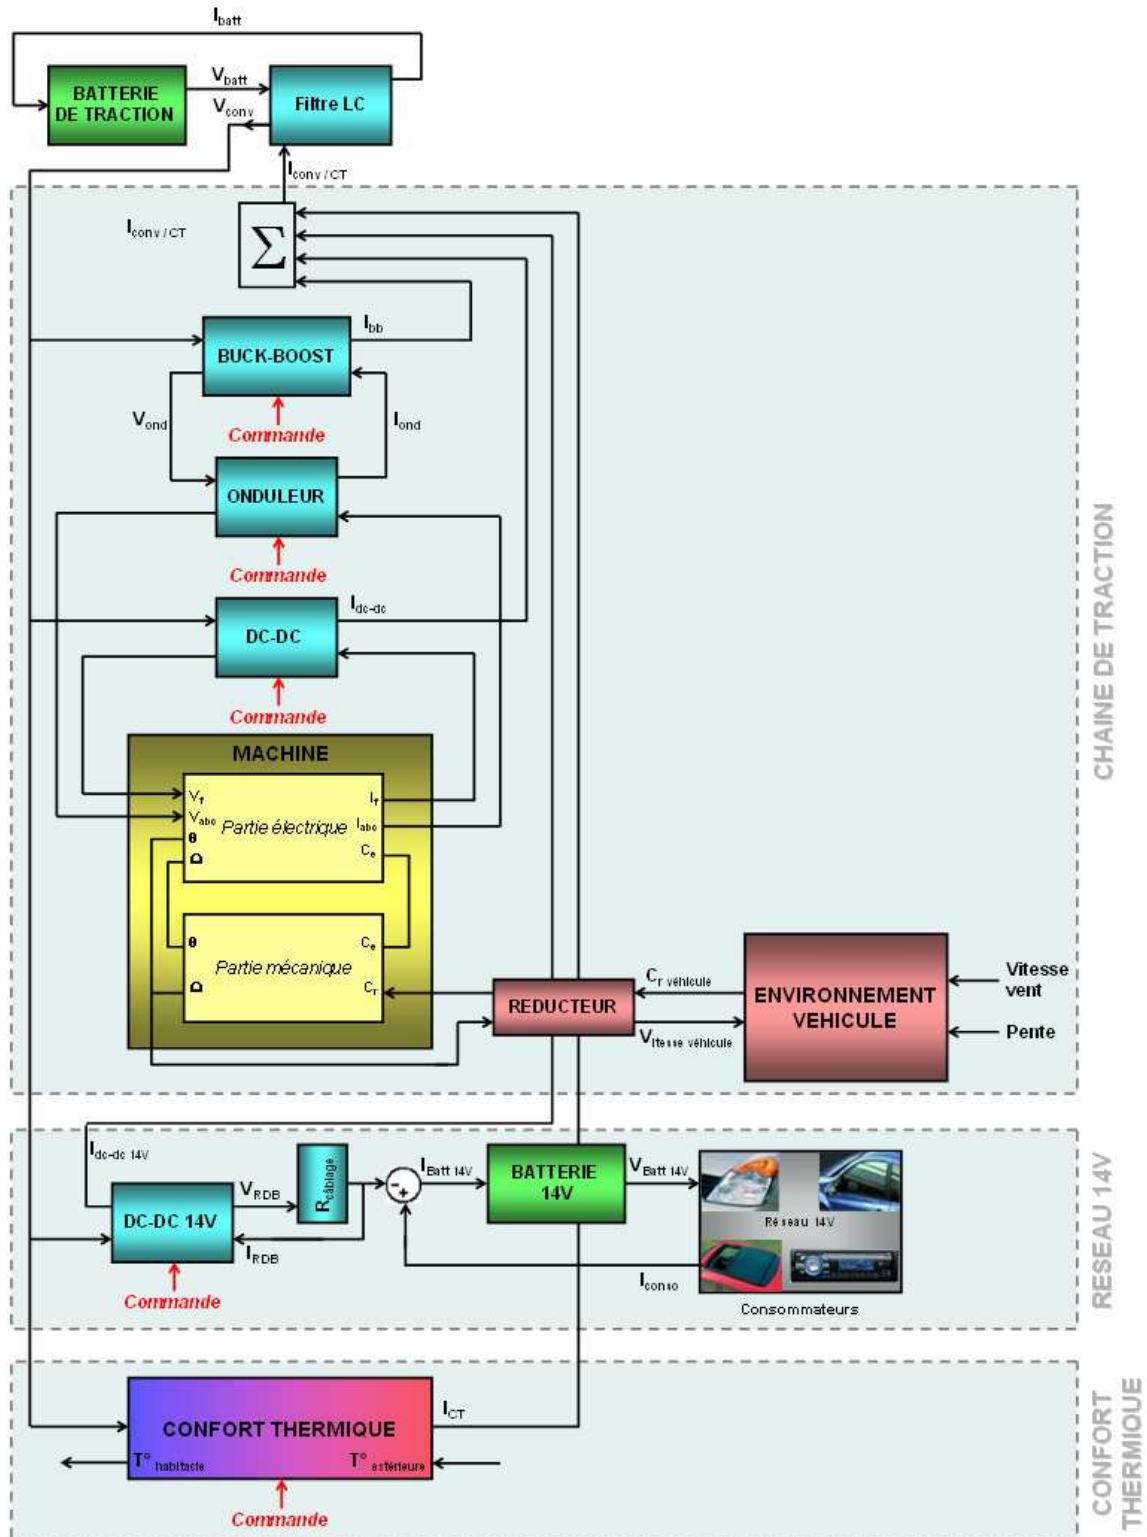 Ibatt
BATTERIE
DE TRACTION
Vbatt
Vconv
Filtre LC
Iconv/CT
Iconv/CT
Σ
BUCK-BOOST
Ibb
Vond
Iond
Commande
ONDULEUR
Commande
DC-DC
Idc-dc
Commande
MACHINE
Vf
Vabc
θ
Ω
Partie électrique
If
Iabc
Ce
θ
Ω
Partie mécanique
Ce
Cr
REDUCTEUR
Cr véhicule
Vitesse véhicule
ENVIRONNEMENT
VEHICULE
Vitesse
vent
Pente
CHAINE DE TRACTION
Idc-dc 14V
DC-DC 14V
VRDB
IRDB
Commande
Rcâblage
-
+
IBatt 14V
BATTERIE
14V
VBatt 14V
Réseau 14V
Iconso
Consommateurs
RESEAU 14V
CONFORT THERMIQUE
ICT
T° habitacle
T° extérieure
Commande
CONFORT
THERMIQUE